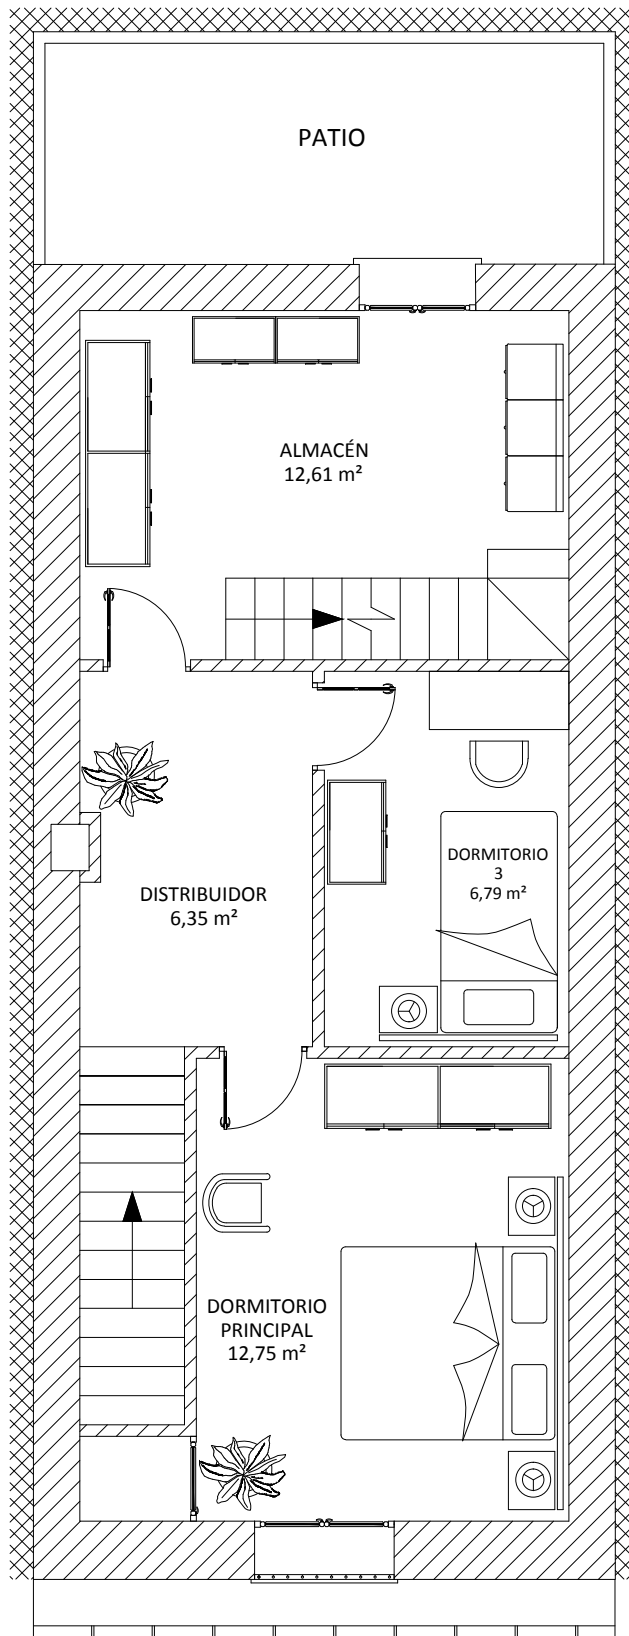 PATIO
ALMACÉN
12,61 m²
DORMITORIO
3
6,79 m²
DISTRIBUIDOR
6,35 m²
DORMITORIO
PRINCIPAL
12,75 m²